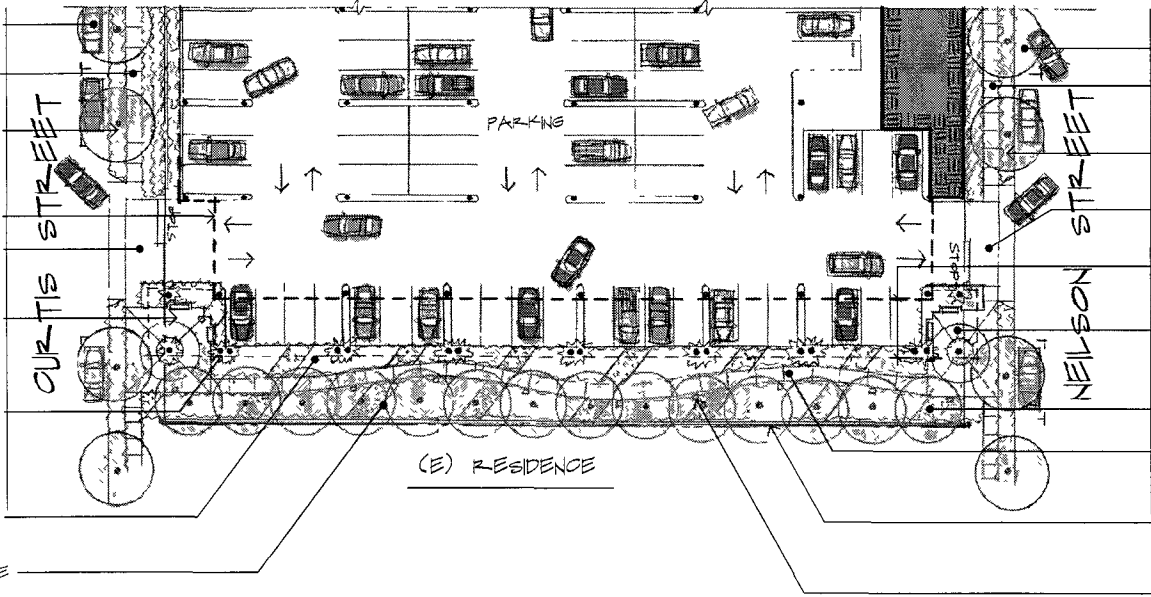 CURTIS STREET
PARKING
STOP
STOP
NEILSON STREET
(E) RESIDENCE
E